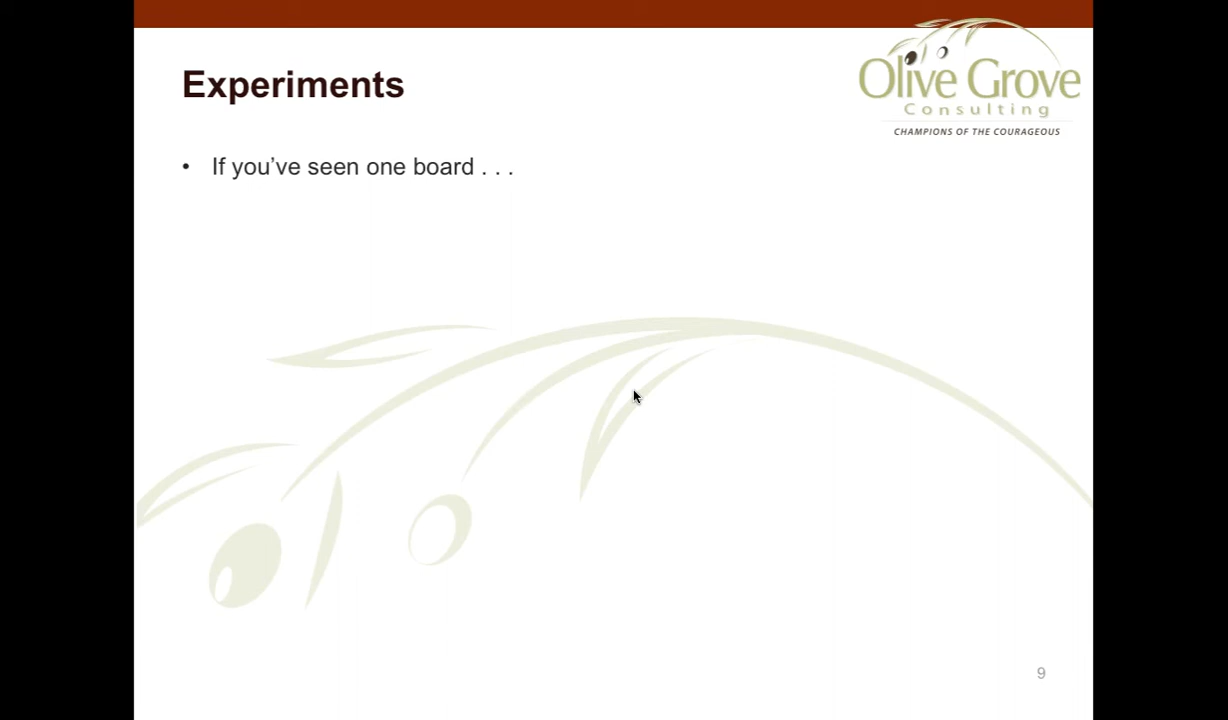 Experiments
Olive Grove
Consulting
CHAMPIONS OF THE COURAGEOUS
• If you’ve seen one board . . .
9